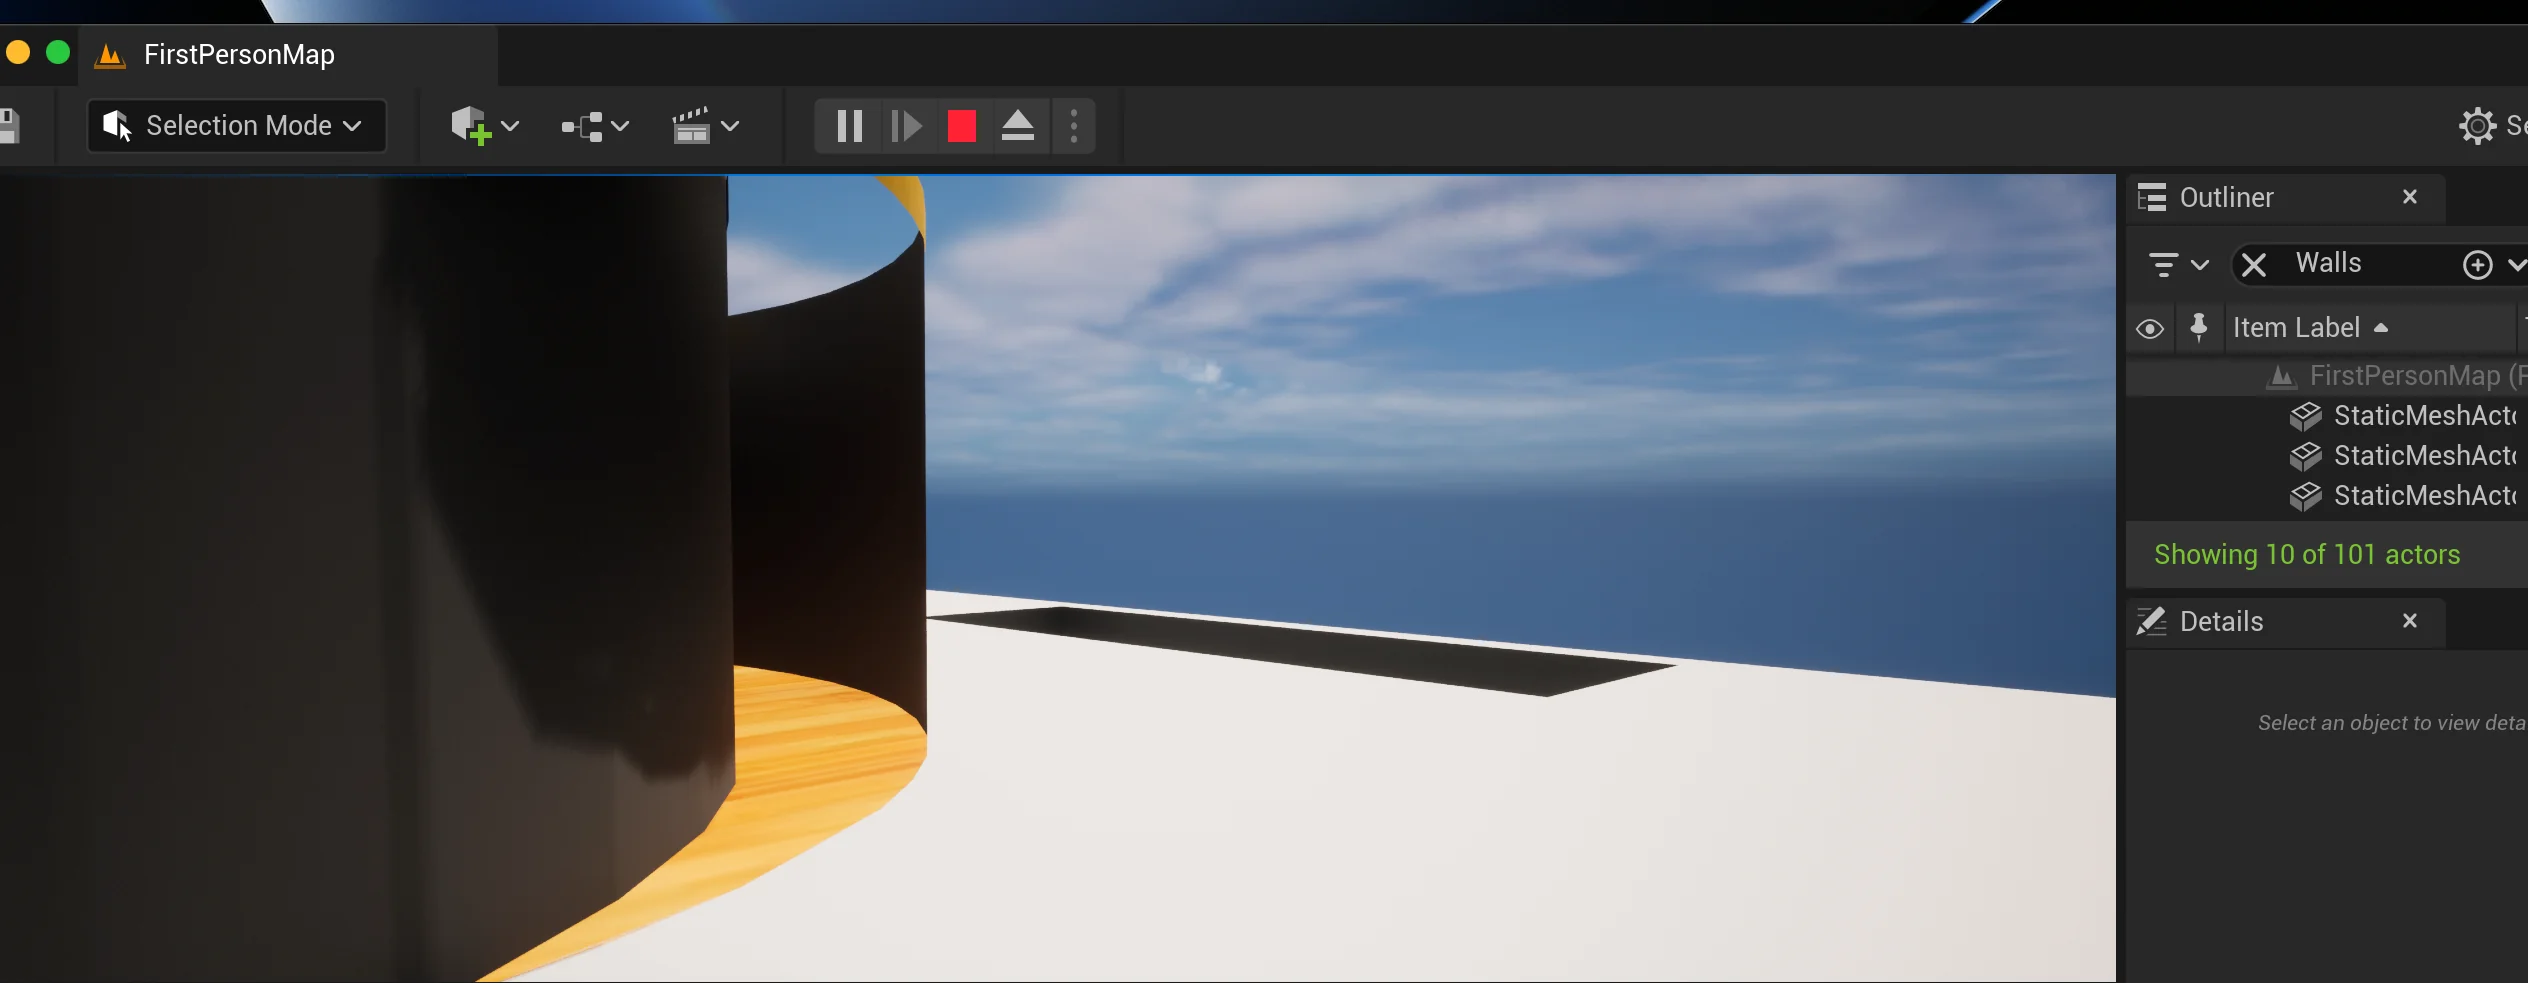 FirstPersonMap
Selection Mode
Outliner
Walls
Item Label
FirstPersonMap (F
StaticMeshActo
StaticMeshActo
StaticMeshActo
Showing 10 of 101 actors
Details
Select an object to view deta